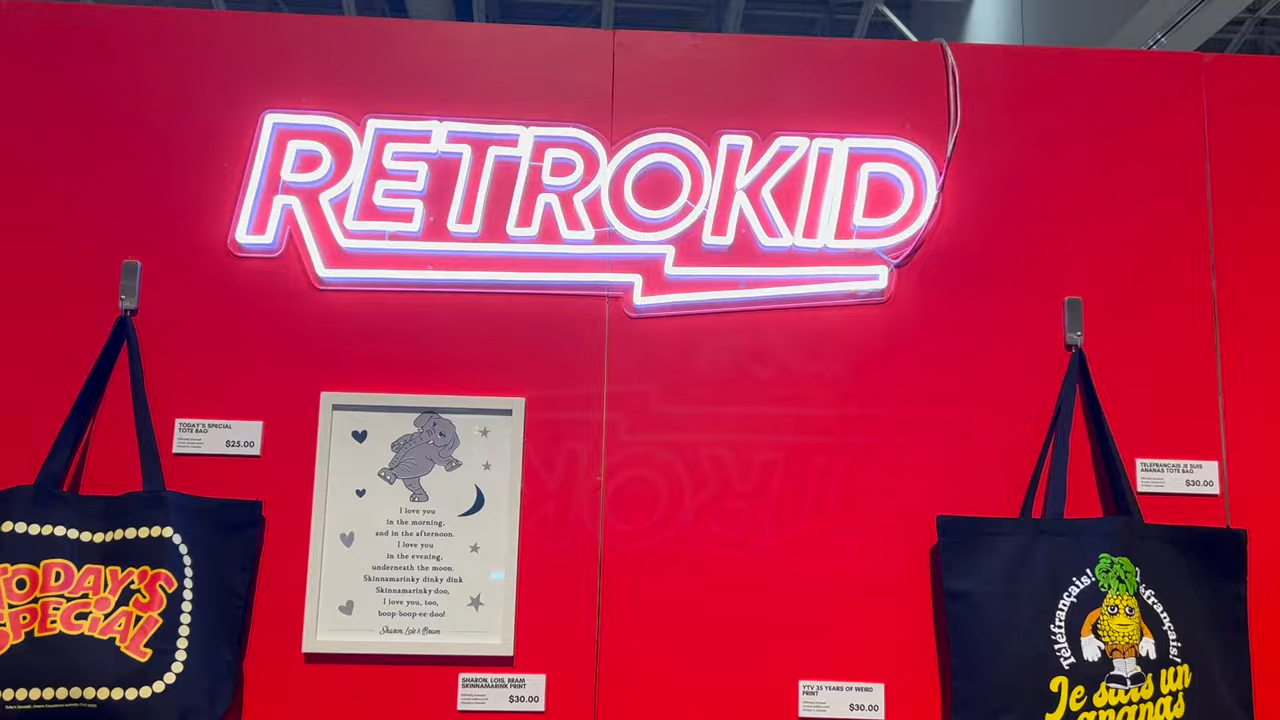 RETROKID
TODAY'S SPECIAL
TOTE BAG
$25.00
TODAY'S
SPECIAL
I love you
in the morning,
and in the afternoon.
I love you
in the evening,
underneath the moon.
Skinnamarinky dinky dink
Skinnamarinky doo,
I love you, too,
boop-boop-ee-doo!
Sharon, Lois & Bram
SHARON, LOIS, BRAM
SKINNAMARINK PRINT
$30.00
YTV 35 YEARS OF WEIRD
PRINT
$30.00
TELEFRANCAIS JE SUIS
ANANAS TOTE BAG
$30.00
Téléfrançais!
Téléfrançais!
Je suis un
ananas